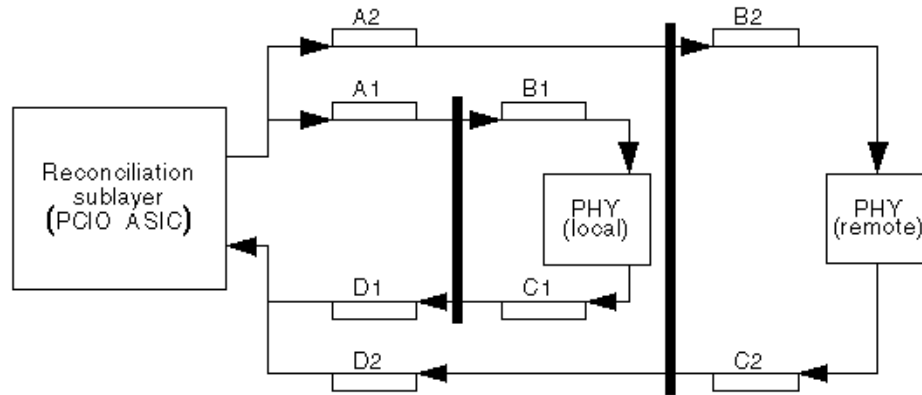 A2
B2
A1
B1
Reconciliation
sublayer
(PCIO ASIC)
PHY
(local)
PHY
(remote)
D1
C1
D2
C2